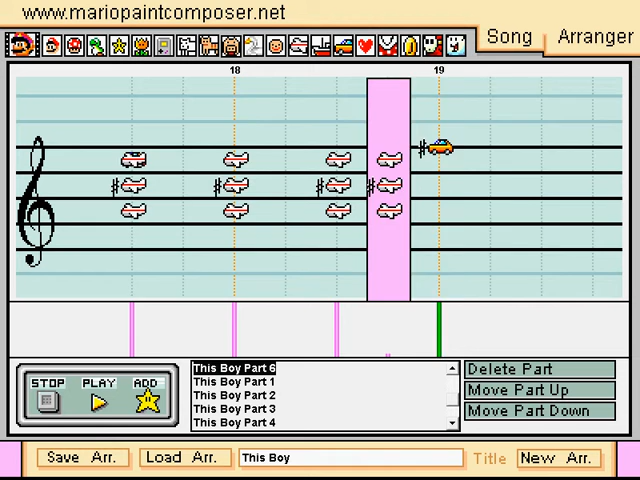 www.mariopaintcomposer.net
Song
Arranger
18
19
STOP
PLAY
ADD
This Boy Part 6
This Boy Part 1
This Boy Part 2
This Boy Part 3
This Boy Part 4
Delete Part
Move Part Up
Move Part Down
Save Arr.
Load Arr.
This Boy
Title
New Arr.